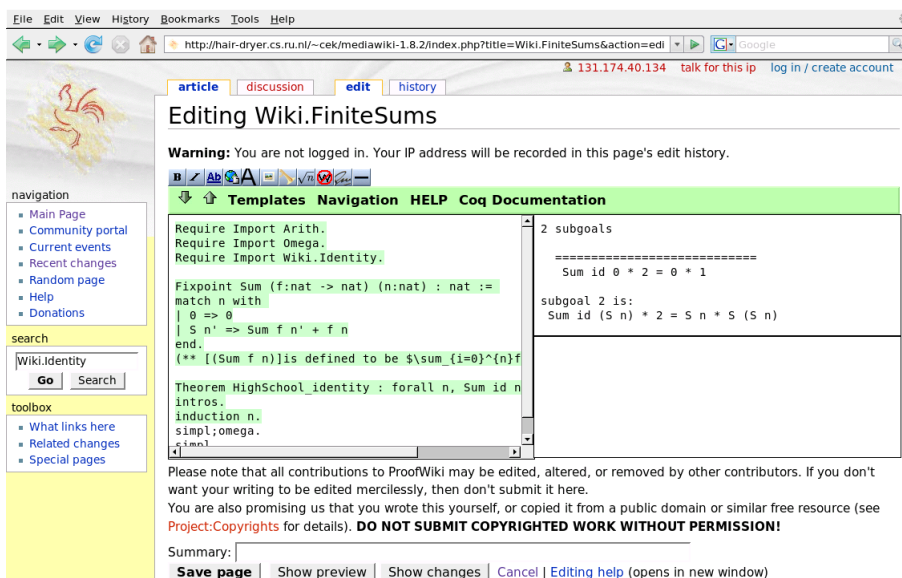 File Edit View History Bookmarks Tools Help
http://hair-dryer.cs.ru.nl/~cek/mediawiki-1.8.2/index.php?title=Wiki.FiniteSums&action=edi
Google
131.174.40.134 talk for this ip log in / create account
article discussion edit history
Editing Wiki.FiniteSums
Warning: You are not logged in. Your IP address will be recorded in this page's edit history.
B I Ab A √n W
Templates Navigation HELP Coq Documentation
navigation
Main Page
Community portal
Current events
Recent changes
Random page
Help
Donations
search
Wiki.Identity
Go Search
toolbox
What links here
Related changes
Special pages
Require Import Arith.
Require Import Omega.
Require Import Wiki.Identity.
Fixpoint Sum (f:nat -> nat) (n:nat) : nat :=
match n with
| 0 => 0
| S n' => Sum f n' + f n
end.
(** [(Sum f n)]is defined to be $\sum_{i=0}^{n}f
Theorem HighSchool_identity : forall n, Sum id n
intros.
induction n.
simpl;omega.
simpl
2 subgoals
============================
Sum id 0 * 2 = 0 * 1
subgoal 2 is:
Sum id (S n) * 2 = S n * S (S n)
Please note that all contributions to ProofWiki may be edited, altered, or removed by other contributors. If you don't
want your writing to be edited mercilessly, then don't submit it here.
You are also promising us that you wrote this yourself, or copied it from a public domain or similar free resource (see
Project:Copyrights for details). DO NOT SUBMIT COPYRIGHTED WORK WITHOUT PERMISSION!
Summary:
Save page Show preview Show changes Cancel | Editing help (opens in new window)